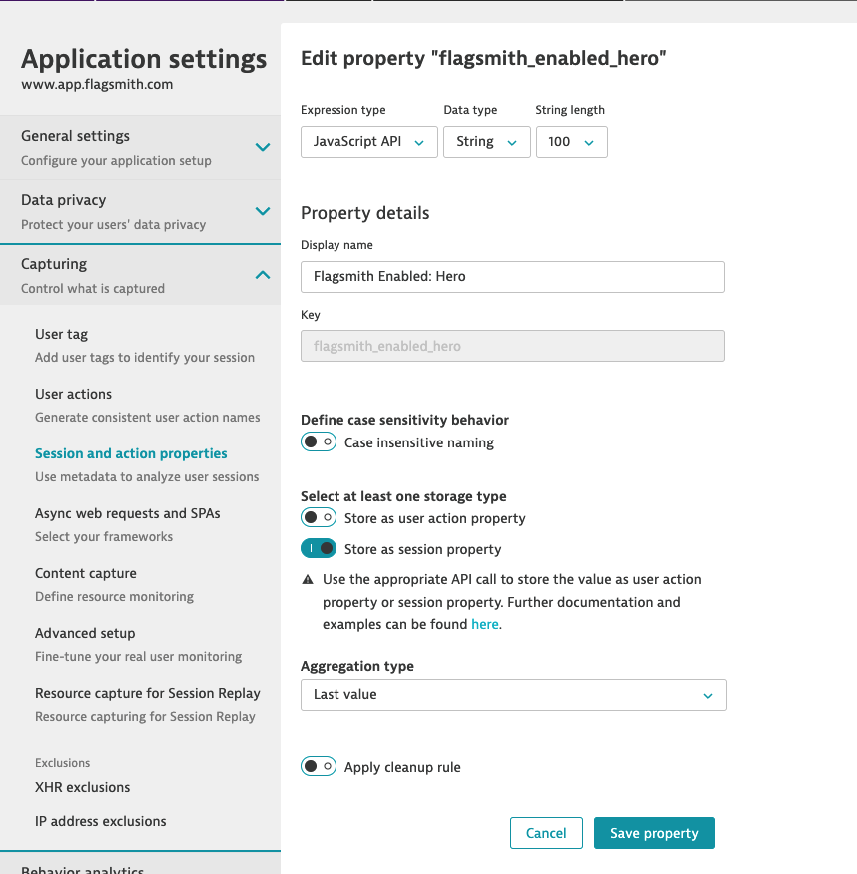 Application settings
www.app.flagsmith.com
General settings
Configure your application setup
Data privacy
Protect your users' data privacy
Capturing
Control what is captured
User tag
Add user tags to identify your session
User actions
Generate consistent user action names
Session and action properties
Use metadata to analyze user sessions
Async web requests and SPAs
Select your frameworks
Content capture
Define resource monitoring
Advanced setup
Fine-tune your real user monitoring
Resource capture for Session Replay
Resource capturing for Session Replay
Exclusions
XHR exclusions
IP address exclusions
Behavior analytics
Edit property "flagsmith_enabled_hero"
Expression type Data type String length
JavaScript API String 100
Property details
Display name
Flagsmith Enabled: Hero
Key
flagsmith_enabled_hero
Define case sensitivity behavior
Case insensitive naming
Select at least one storage type
Store as user action property
Store as session property
Use the appropriate API call to store the value as user action
property or session property. Further documentation and
examples can be found here.
Aggregation type
Last value
Apply cleanup rule
Cancel Save property